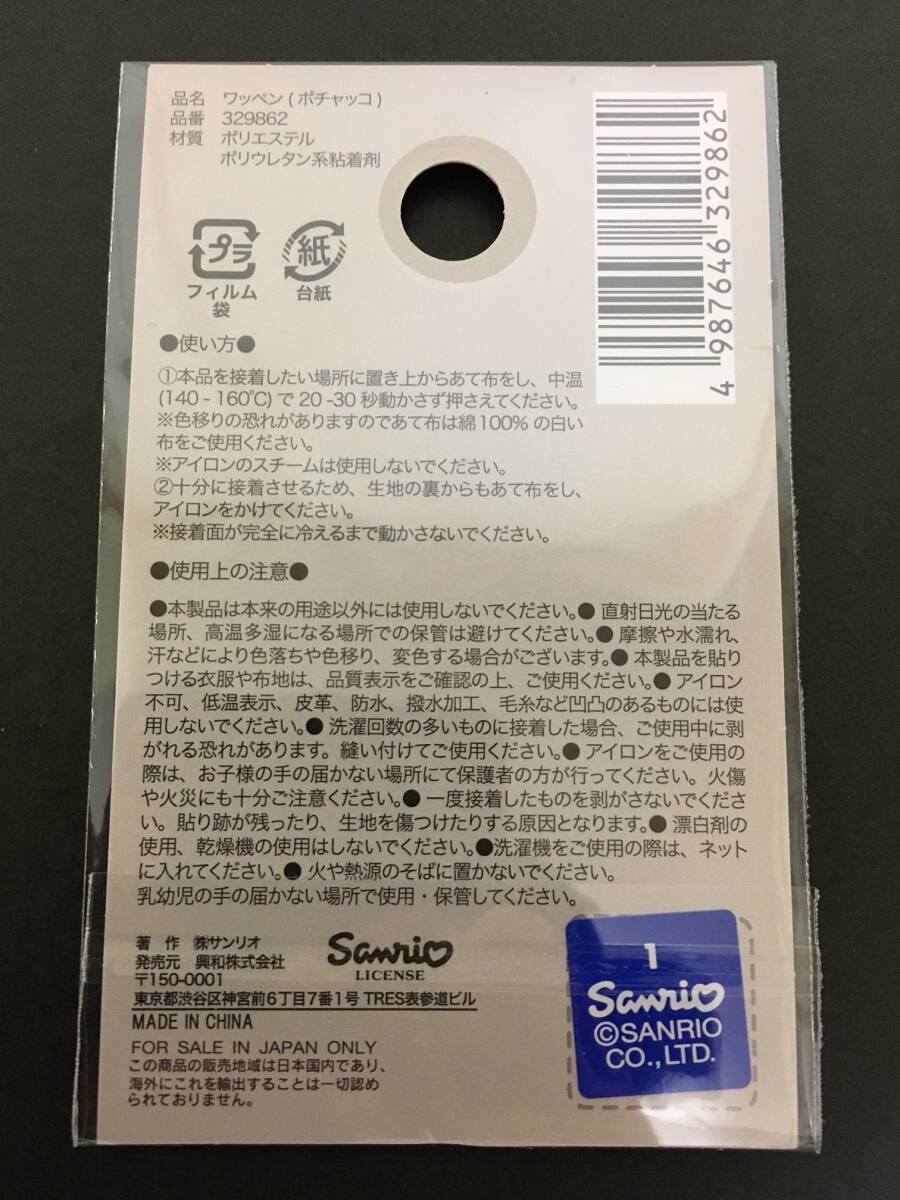 品名 ワッペン(ポチャッコ)
品番 329862
材質 ポリエステル
ポリウレタン系粘着剤
4 987646 329862
プラ
フィルム
袋
紙
台紙
●使い方●
①本品を接着したい場所に置き上からあて布をし、中温
(140-160℃)で20-30秒動かさず押さえてください。
※色移りの恐れがありますのであて布は綿100%の白い
布をご使用ください。
※アイロンのスチームは使用しないでください。
②十分に接着させるため、生地の裏からもあて布をし、
アイロンをかけてください。
※接着面が完全に冷えるまで動かさないでください。
●使用上の注意●
●本製品は本来の用途以外には使用しないでください。● 直射日光の当たる
場所、高温多湿になる場所での保管は避けてください。● 摩擦や水濡れ、
汗などにより色落ちや色移り、変色する場合がございます。● 本製品を貼り
つける衣服や布地は、品質表示をご確認の上、ご使用ください。● アイロン
不可、低温表示、皮革、防水、撥水加工、毛糸など凹凸のあるものには使
用しないでください。● 洗濯回数の多いものに接着した場合、ご使用中に剥
がれる恐れがあります。縫い付けてご使用ください。● アイロンをご使用の
際は、お子様の手の届かない場所にて保護者の方が行ってください。火傷
や火災にも十分ご注意ください。● 一度接着したものを剥がさないでくださ
い。貼り跡が残ったり、生地を傷つけたりする原因となります。● 漂白剤の
使用、乾燥機の使用はしないでください。●洗濯機をご使用の際は、ネット
に入れてください。● 火や熱源のそばに置かないでください。
乳幼児の手の届かない場所で使用・保管してください。
著 作 ㈱サンリオ
発売元 興和株式会社
〒150-0001
東京都渋谷区神宮前6丁目7番1号 TRES表参道ビル
MADE IN CHINA
FOR SALE IN JAPAN ONLY
この商品の販売地域は日本国内であり、
海外にこれを輸出することは一切認め
られておりません。
Sanrio
LICENSE
1
Sanrio
©SANRIO
CO.,LTD.